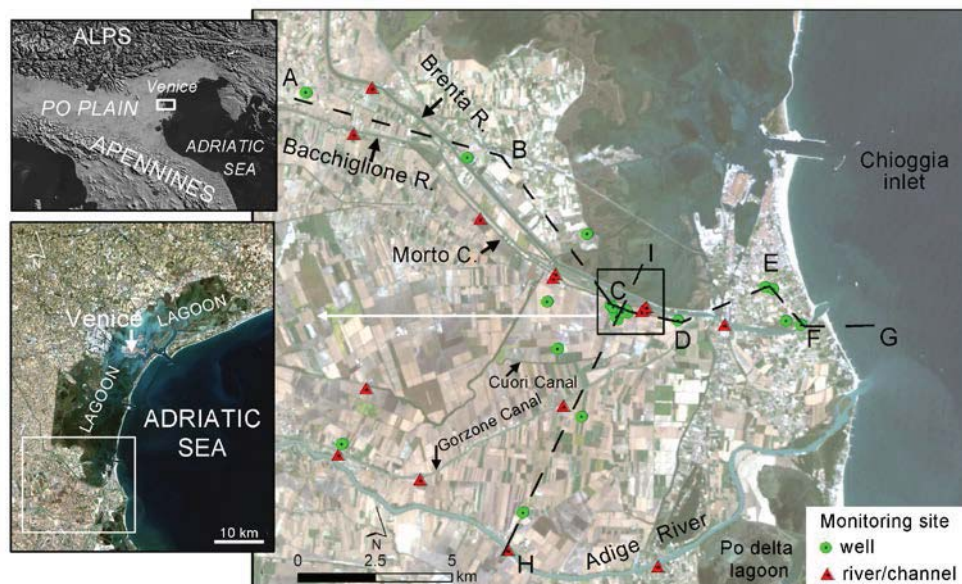 ALPS
Venice
PO PLAIN
ADRIATIC
SEA
APENNINES
LAGOON
Venice
LAGOON
ADRIATIC
SEA
10 km
A
Brenta R.
B
Bacchiglione R.
Chioggia
inlet
Morto C.
I
C
E
D
F
G
Cuori Canal
Gorzone Canal
H
Adige River
N
0 2.5 5
km
Po delta
lagoon
Monitoring site
well
river/channel